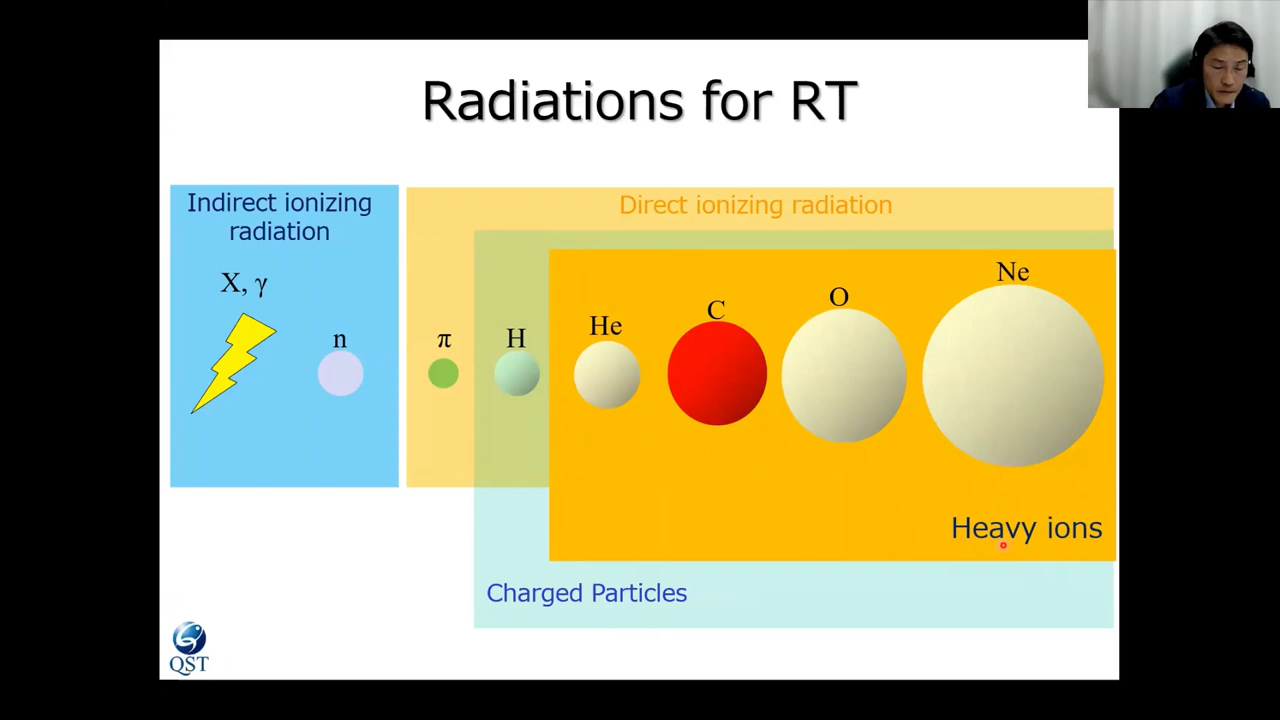 Radiations for RT
Indirect ionizing
radiation
Direct ionizing radiation
X, γ
n
π
H
He
C
O
Ne
Heavy ions
Charged Particles
QST